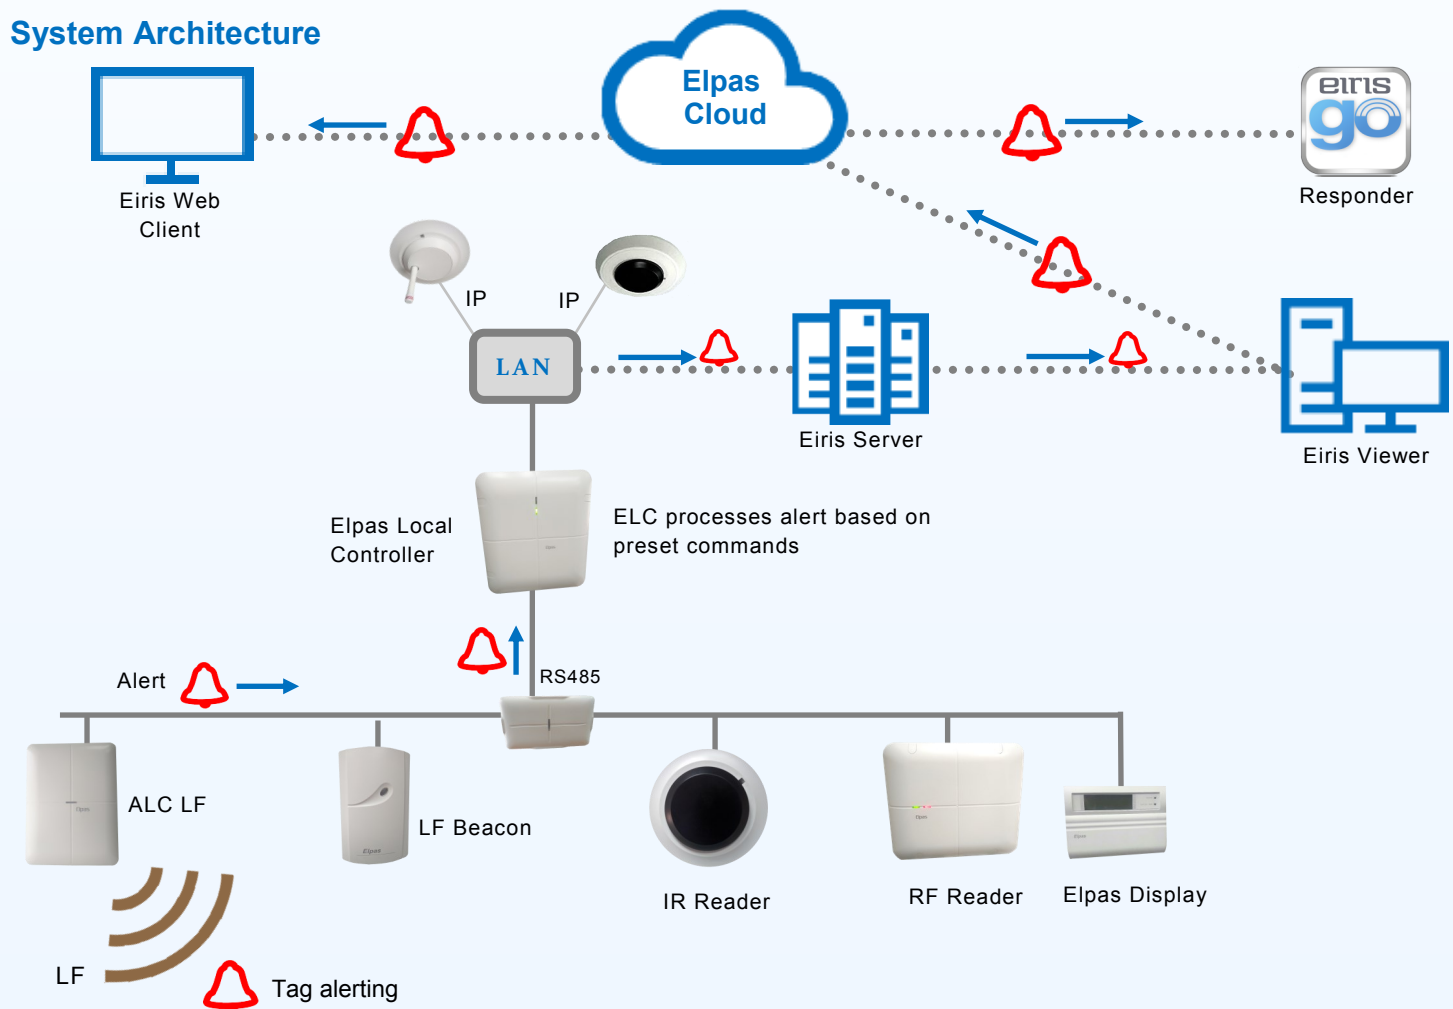 System Architecture
Elpas
Cloud
eiris
go
Eiris Web
Client
Responder
IP
IP
LAN
Eiris Server
Eiris Viewer
Elpas Local
Controller
ELC processes alert based on
preset commands
Alert
RS485
ALC LF
LF Beacon
Elpas
IR Reader
RF Reader
Elpas Display
LF
Tag alerting